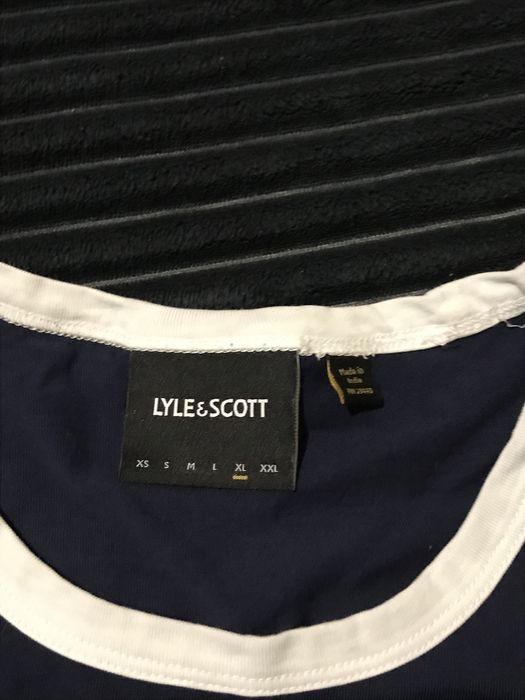 LYLE&SCOTT
XS S M L XL XXL
Made in
India